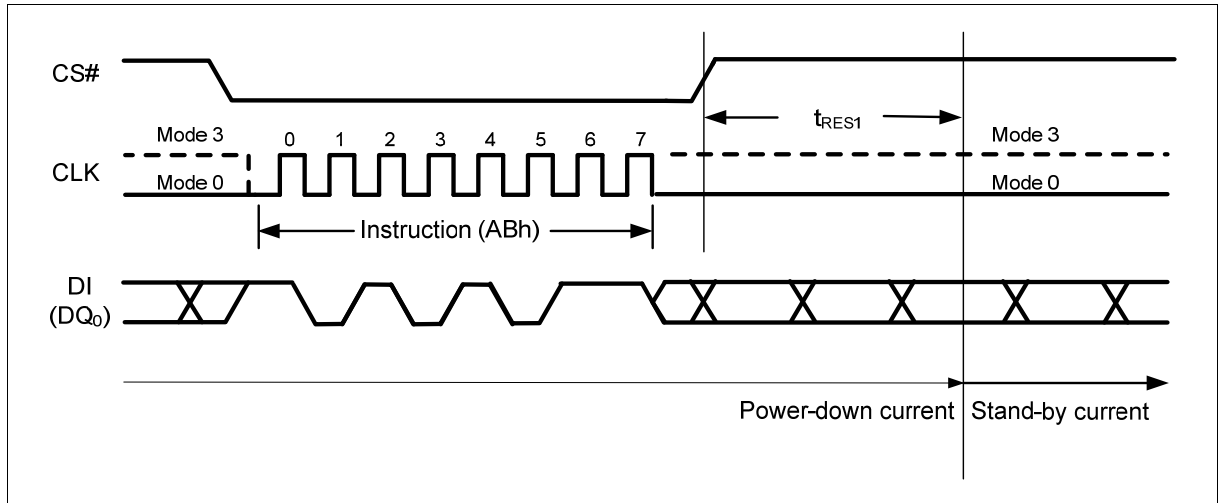 CS#
tRES1
Mode 3 0 1 2 3 4 5 6 7 Mode 3
CLK
Mode 0 Mode 0
Instruction (ABh)
DI
(DQ0)
Power-down current Stand-by current